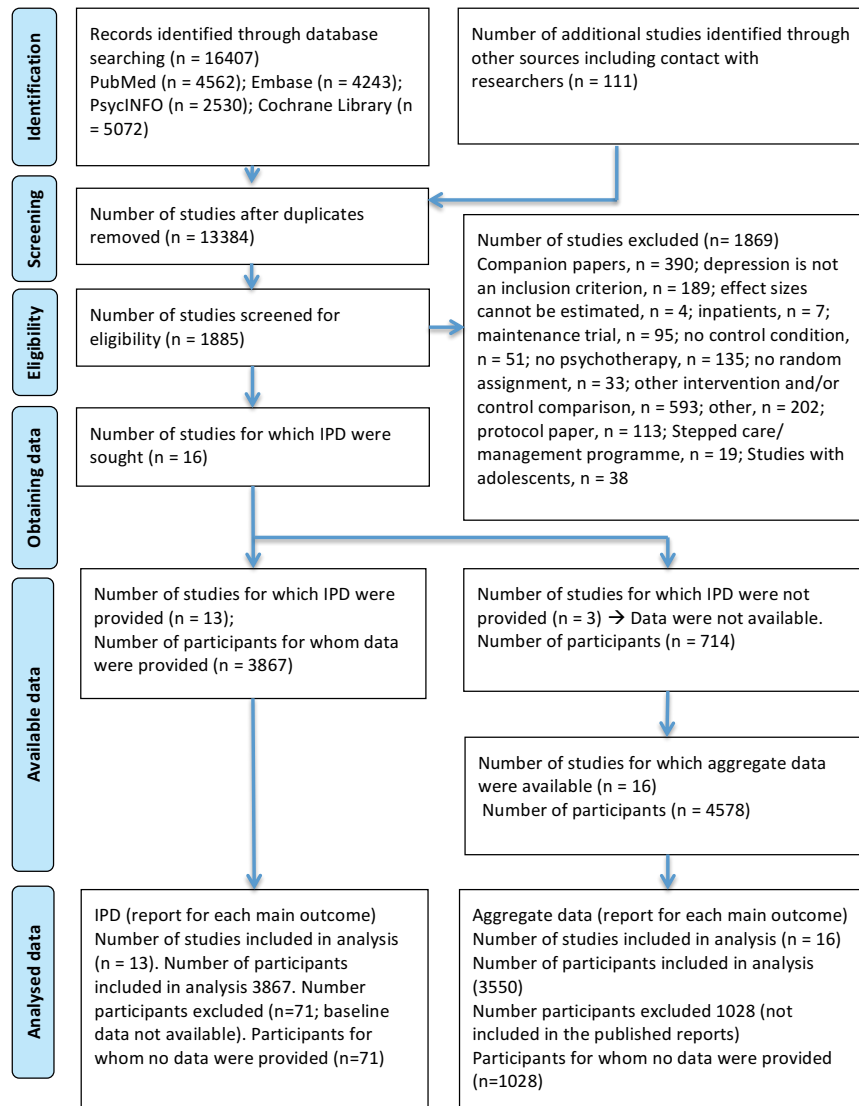 Identification
Records identified through database
searching (n = 16407)
PubMed (n = 4562); Embase (n = 4243);
PsycINFO (n = 2530); Cochrane Library (n
= 5072)
Number of additional studies identified through
other sources including contact with
researchers (n = 111)
Screening
Number of studies after duplicates
removed (n = 13384)
Eligibility
Number of studies screened for
eligibility (n = 1885)
Number of studies excluded (n= 1869)
Companion papers, n = 390; depression is not
an inclusion criterion, n = 189; effect sizes
cannot be estimated, n = 4; inpatients, n = 7;
maintenance trial, n = 95; no control condition,
n = 51; no psychotherapy, n = 135; no random
assignment, n = 33; other intervention and/or
control comparison, n = 593; other, n = 202;
protocol paper, n = 113; Stepped care/
management programme, n = 19; Studies with
adolescents, n = 38
Obtaining data
Number of studies for which IPD were
sought (n = 16)
Available data
Number of studies for which IPD were
provided (n = 13);
Number of participants for whom data
were provided (n = 3867)
Number of studies for which IPD were not
provided (n = 3) → Data were not available.
Number of participants (n = 714)
Number of studies for which aggregate data
were available (n = 16)
Number of participants (n = 4578)
Analysed data
IPD (report for each main outcome)
Number of studies included in analysis
(n = 13). Number of participants
included in analysis 3867. Number
participants excluded (n=71; baseline
data not available). Participants for
whom no data were provided (n=71)
Aggregate data (report for each main outcome)
Number of studies included in analysis (n = 16)
Number of participants included in analysis
(3550)
Number participants excluded 1028 (not
included in the published reports)
Participants for whom no data were provided
(n=1028)